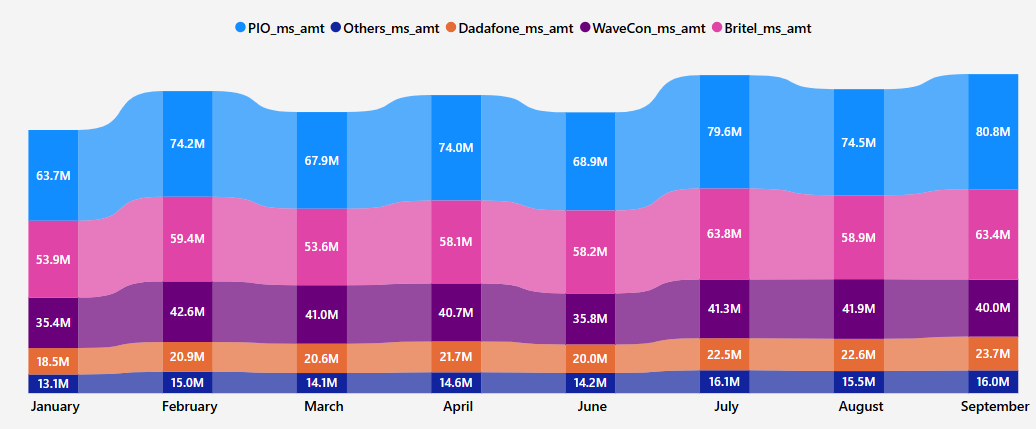 PIO_ms_amt Others_ms_amt Dadafone_ms_amt WaveCon_ms_amt Britel_ms_amt
63.7M 74.2M 67.9M 74.0M 68.9M 79.6M 74.5M 80.8M
53.9M 59.4M 53.6M 58.1M 58.2M 63.8M 58.9M 63.4M
35.4M 42.6M 41.0M 40.7M 35.8M 41.3M 41.9M 40.0M
18.5M 20.9M 20.6M 21.7M 20.0M 22.5M 22.6M 23.7M
13.1M 15.0M 14.1M 14.6M 14.2M 16.1M 15.5M 16.0M
January February March April June July August September